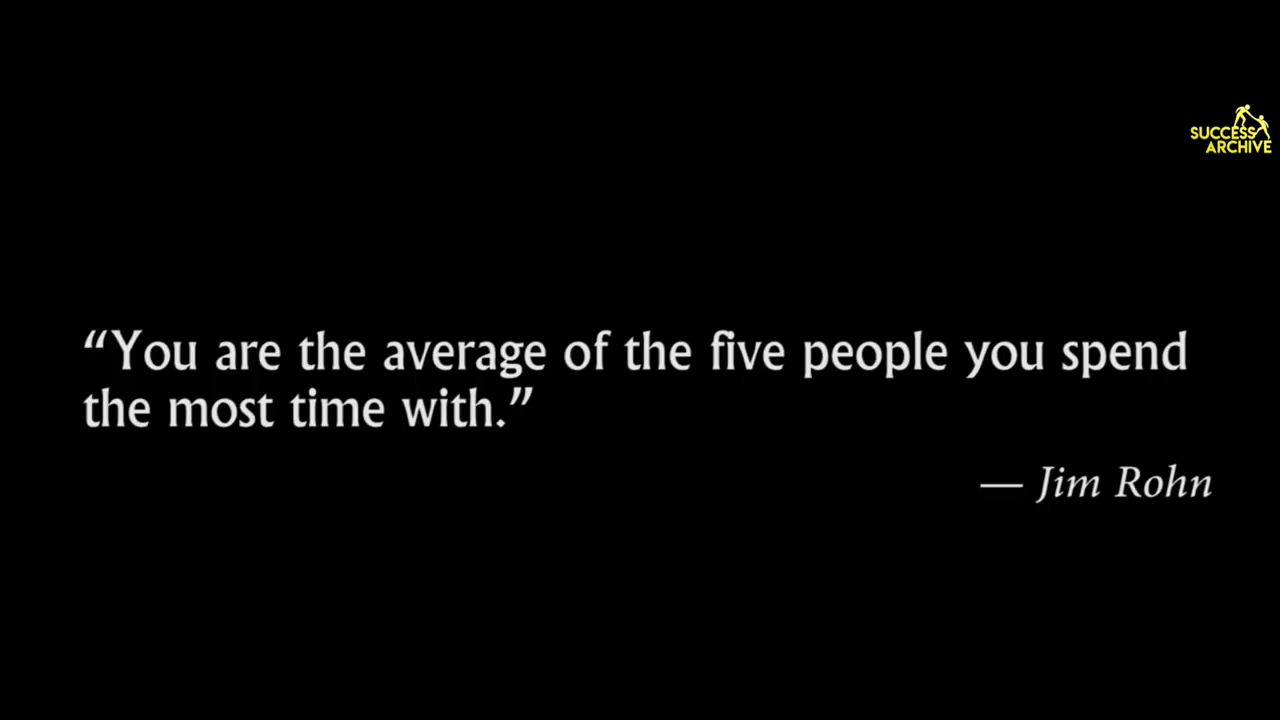 SUCCESS
ARCHIVE
“You are the average of the five people you spend
the most time with.”
— Jim Rohn